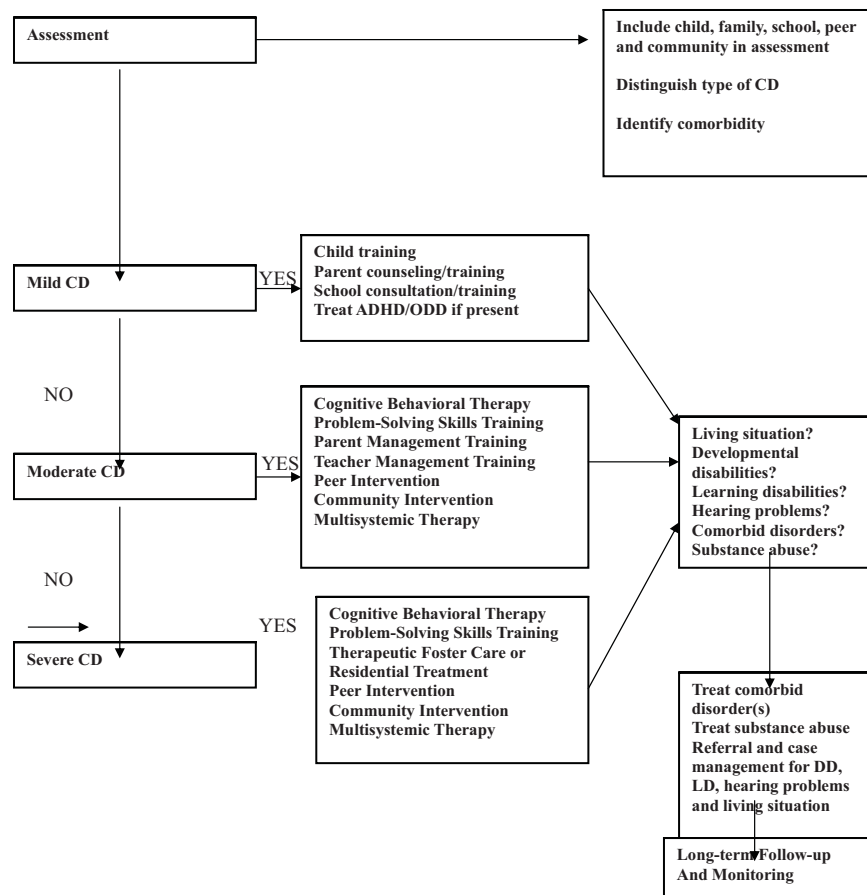 Assessment
Include child, family, school, peer
and community in assessment
Distinguish type of CD
Identify comorbidity
Mild CD
YES
Child training
Parent counseling/training
School consultation/training
Treat ADHD/ODD if present
NO
Moderate CD
YES
Cognitive Behavioral Therapy
Problem-Solving Skills Training
Parent Management Training
Teacher Management Training
Peer Intervention
Community Intervention
Multisystemic Therapy
Living situation?
Developmental
disabilities?
Learning disabilities?
Hearing problems?
Comorbid disorders?
Substance abuse?
NO
Severe CD
YES
Cognitive Behavioral Therapy
Problem-Solving Skills Training
Therapeutic Foster Care or
Residential Treatment
Peer Intervention
Community Intervention
Multisystemic Therapy
Treat comorbid
disorder(s)
Treat substance abuse
Referral and case
management for DD,
LD, hearing problems
and living situation
Long-term Follow-up
And Monitoring